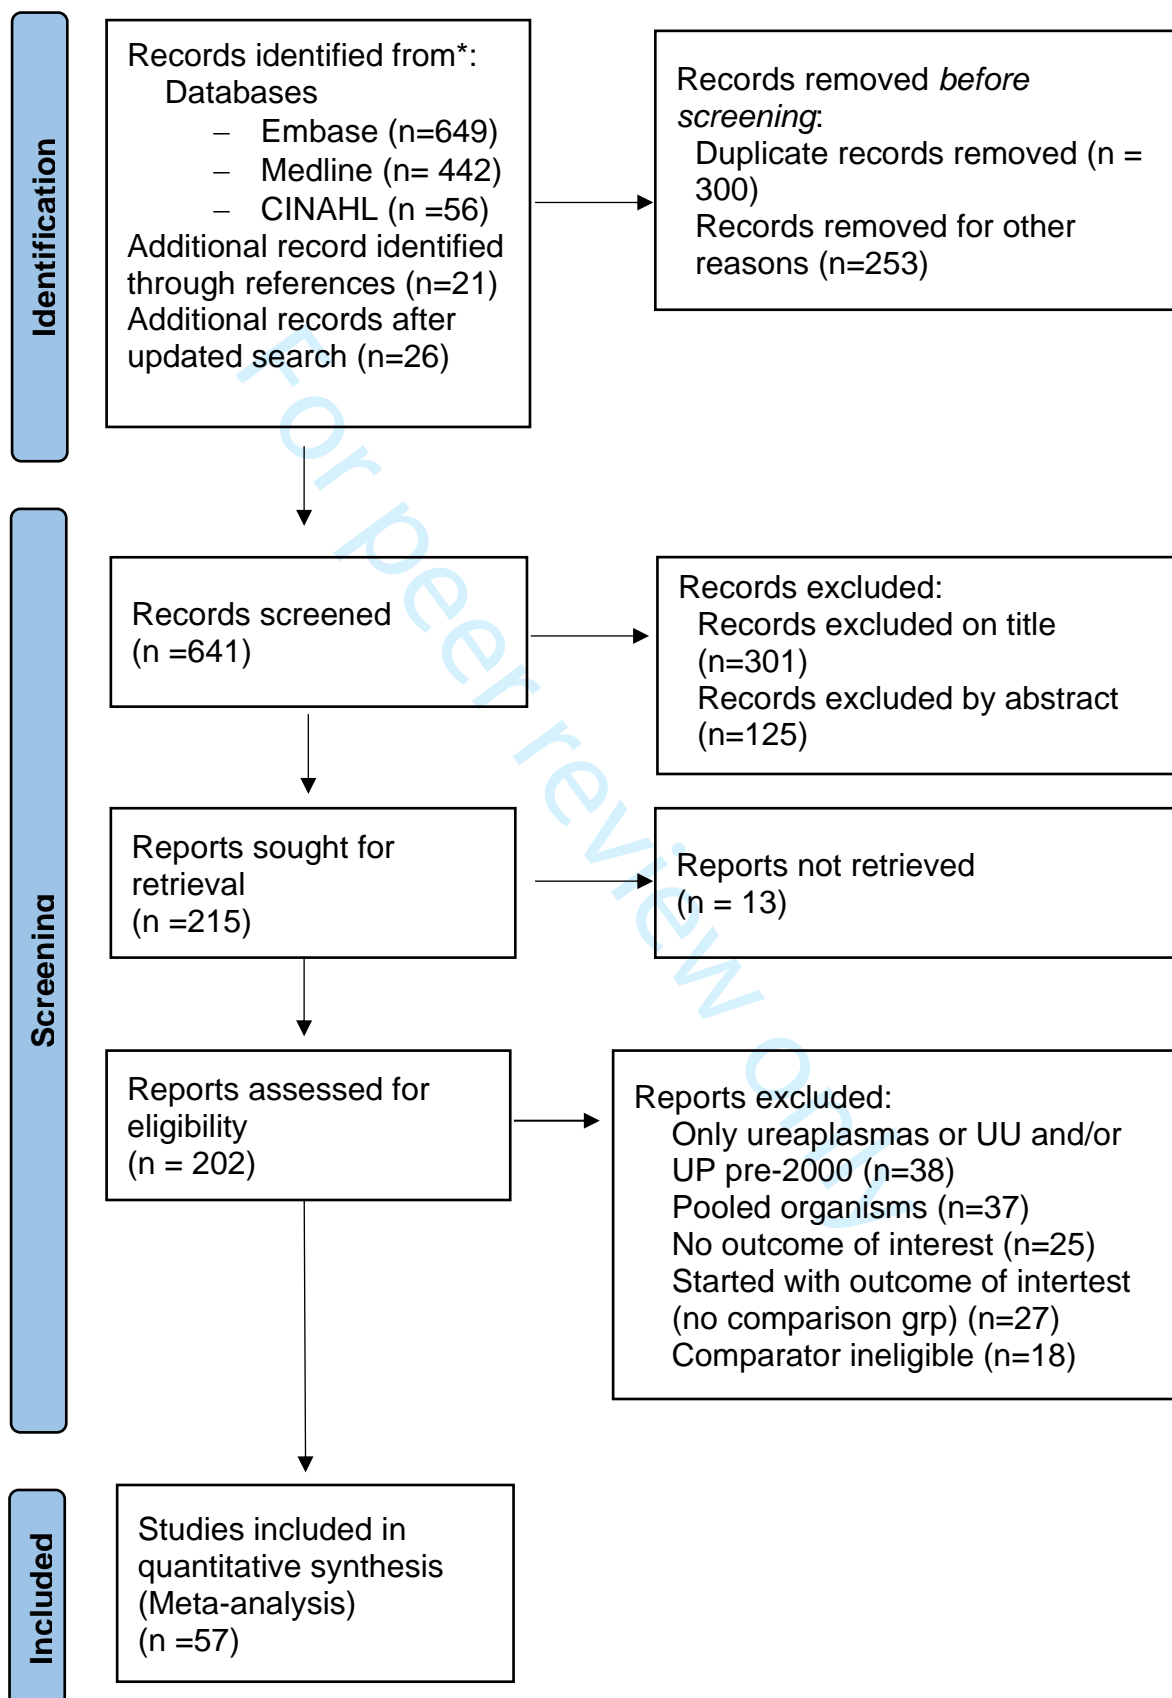 Identification
Records identified from*:
Databases
– Embase (n=649)
– Medline (n= 442)
– CINAHL (n =56)
Additional record identified
through references (n=21)
Additional records after
updated search (n=26)
Records removed before
screening:
Duplicate records removed (n =
300)
Records removed for other
reasons (n=253)
Screening
Records screened
(n =641)
Records excluded:
Records excluded on title
(n=301)
Records excluded by abstract
(n=125)
Reports sought for
retrieval
(n =215)
Reports not retrieved
(n = 13)
Reports assessed for
eligibility
(n = 202)
Reports excluded:
Only ureaplasmas or UU and/or
UP pre-2000 (n=38)
Pooled organisms (n=37)
No outcome of interest (n=25)
Started with outcome of intertest
(no comparison grp) (n=27)
Comparator ineligible (n=18)
Included
Studies included in
quantitative synthesis
(Meta-analysis)
(n =57)
For peer review only